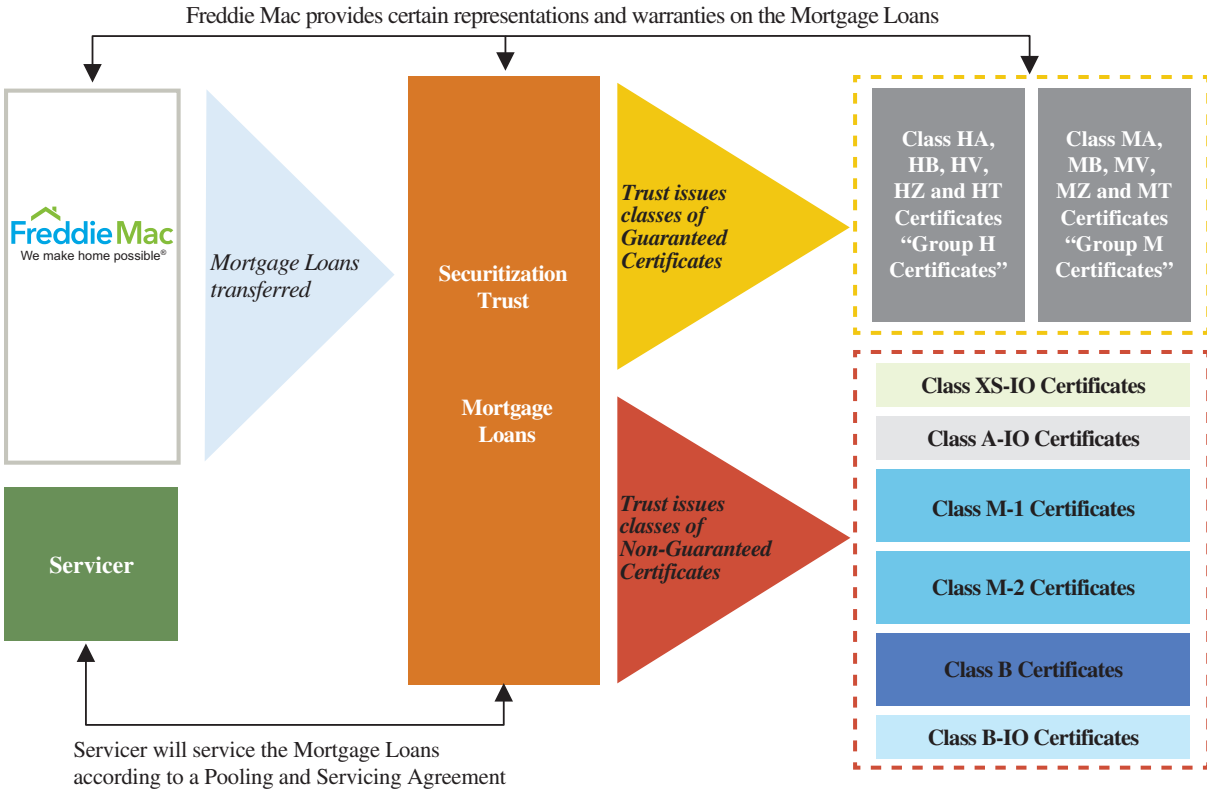 Freddie Mac provides certain representations and warranties on the Mortgage Loans
FreddieMac
We make home possible®
Mortgage Loans
transferred
Securitization
Trust
Mortgage
Loans
Trust issues
classes of
Guaranteed
Certificates
Class HA,
HB, HV,
HZ and HT
Certificates
“Group H
Certificates”
Class MA,
MB, MV,
MZ and MT
Certificates
“Group M
Certificates”
Servicer
Trust issues
classes of
Non-Guaranteed
Certificates
Class XS-IO Certificates
Class A-IO Certificates
Class M-1 Certificates
Class M-2 Certificates
Class B Certificates
Class B-IO Certificates
Servicer will service the Mortgage Loans
according to a Pooling and Servicing Agreement